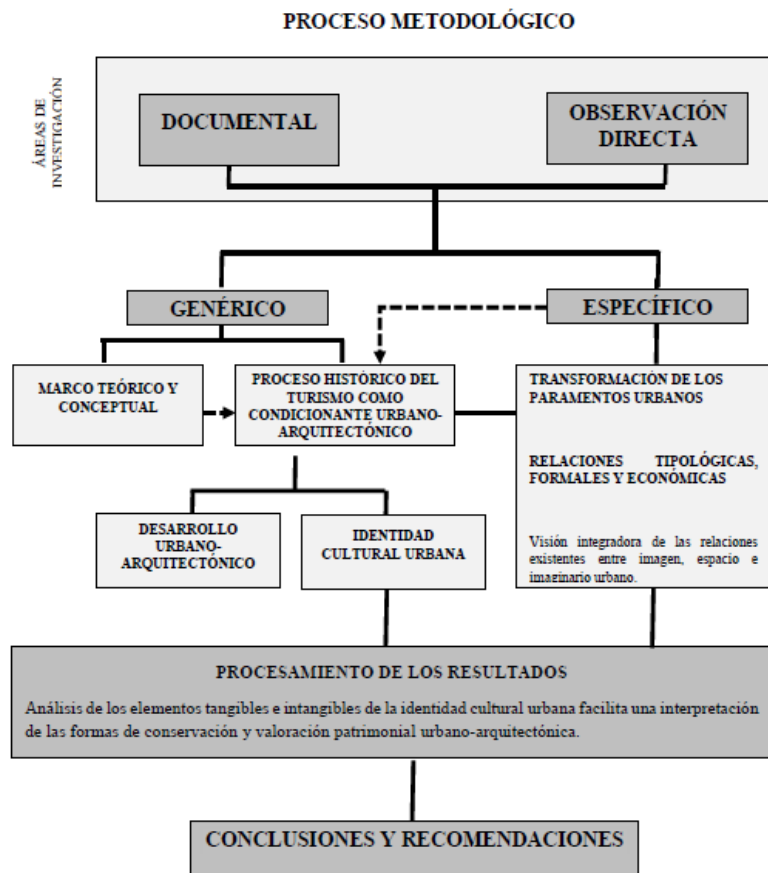 PROCESO METODOLÓGICO
ÁREAS DE
INVESTIGACIÓN
DOCUMENTAL
OBSERVACIÓN
DIRECTA
GENÉRICO
ESPECÍFICO
MARCO TEÓRICO Y
CONCEPTUAL
PROCESO HISTÓRICO DEL
TURISMO COMO
CONDICIONANTE URBANO-
ARQUITECTÓNICO
TRANSFORMACIÓN DE LOS
PARAMENTOS URBANOS
RELACIONES TIPOLÓGICAS,
FORMALES Y ECONÓMICAS
Visión integradora de las relaciones
existentes entre imagen, espacio e
imaginario urbano.
DESARROLLO
URBANO-
ARQUITECTÓNICO
IDENTIDAD
CULTURAL URBANA
PROCESAMIENTO DE LOS RESULTADOS
Análisis de los elementos tangibles e intangibles de la identidad cultural urbana facilita una interpretación
de las formas de conservación y valoración patrimonial urbano-arquitectónica.
CONCLUSIONES Y RECOMENDACIONES